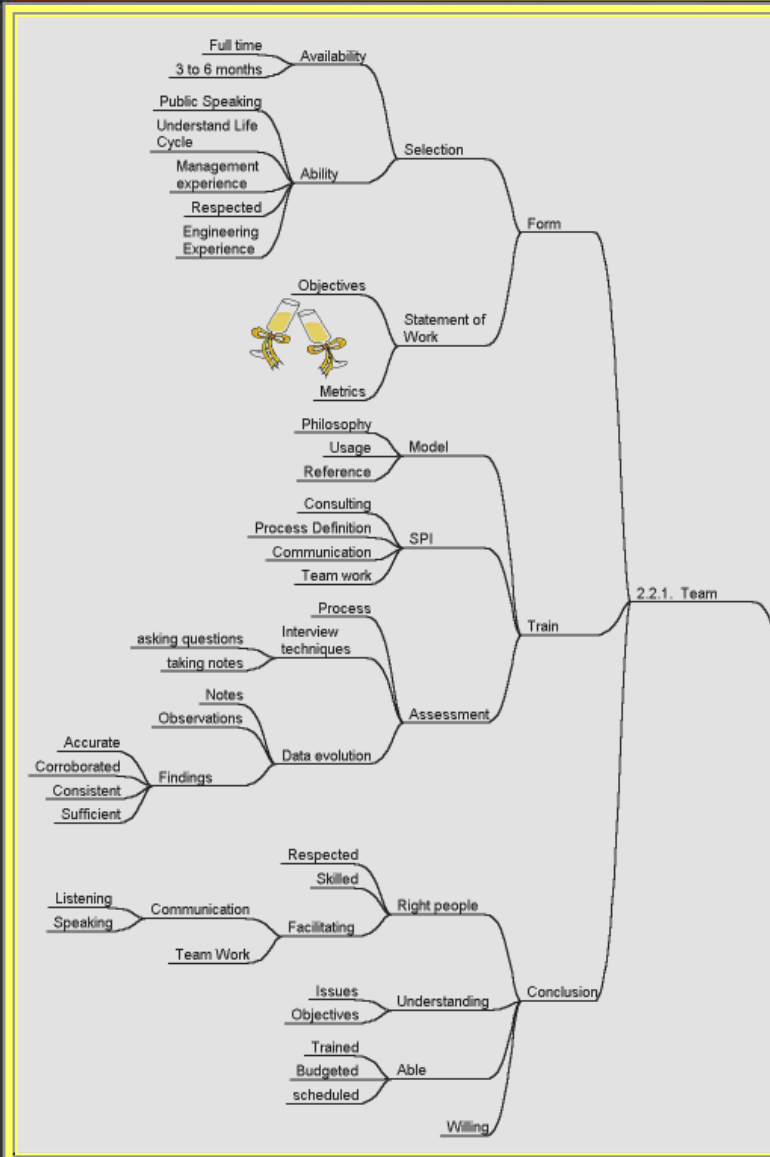 Full time
3 to 6 months
Availability
Public Speaking
Understand Life
Cycle
Management
experience
Respected
Engineering
Experience
Ability
Selection
Objectives
Metrics
Statement of
Work
Form
Philosophy
Usage
Reference
Model
Consulting
Process Definition
Communication
Team work
SPI
Process
asking questions
taking notes
Interview
techniques
Notes
Observations
Accurate
Corroborated
Consistent
Sufficient
Findings
Data evolution
Assessment
Train
2.2.1. Team
Respected
Skilled
Listening
Speaking
Communication
Team Work
Facilitating
Right people
Issues
Objectives
Understanding
Trained
Budgeted
scheduled
Able
Willing
Conclusion